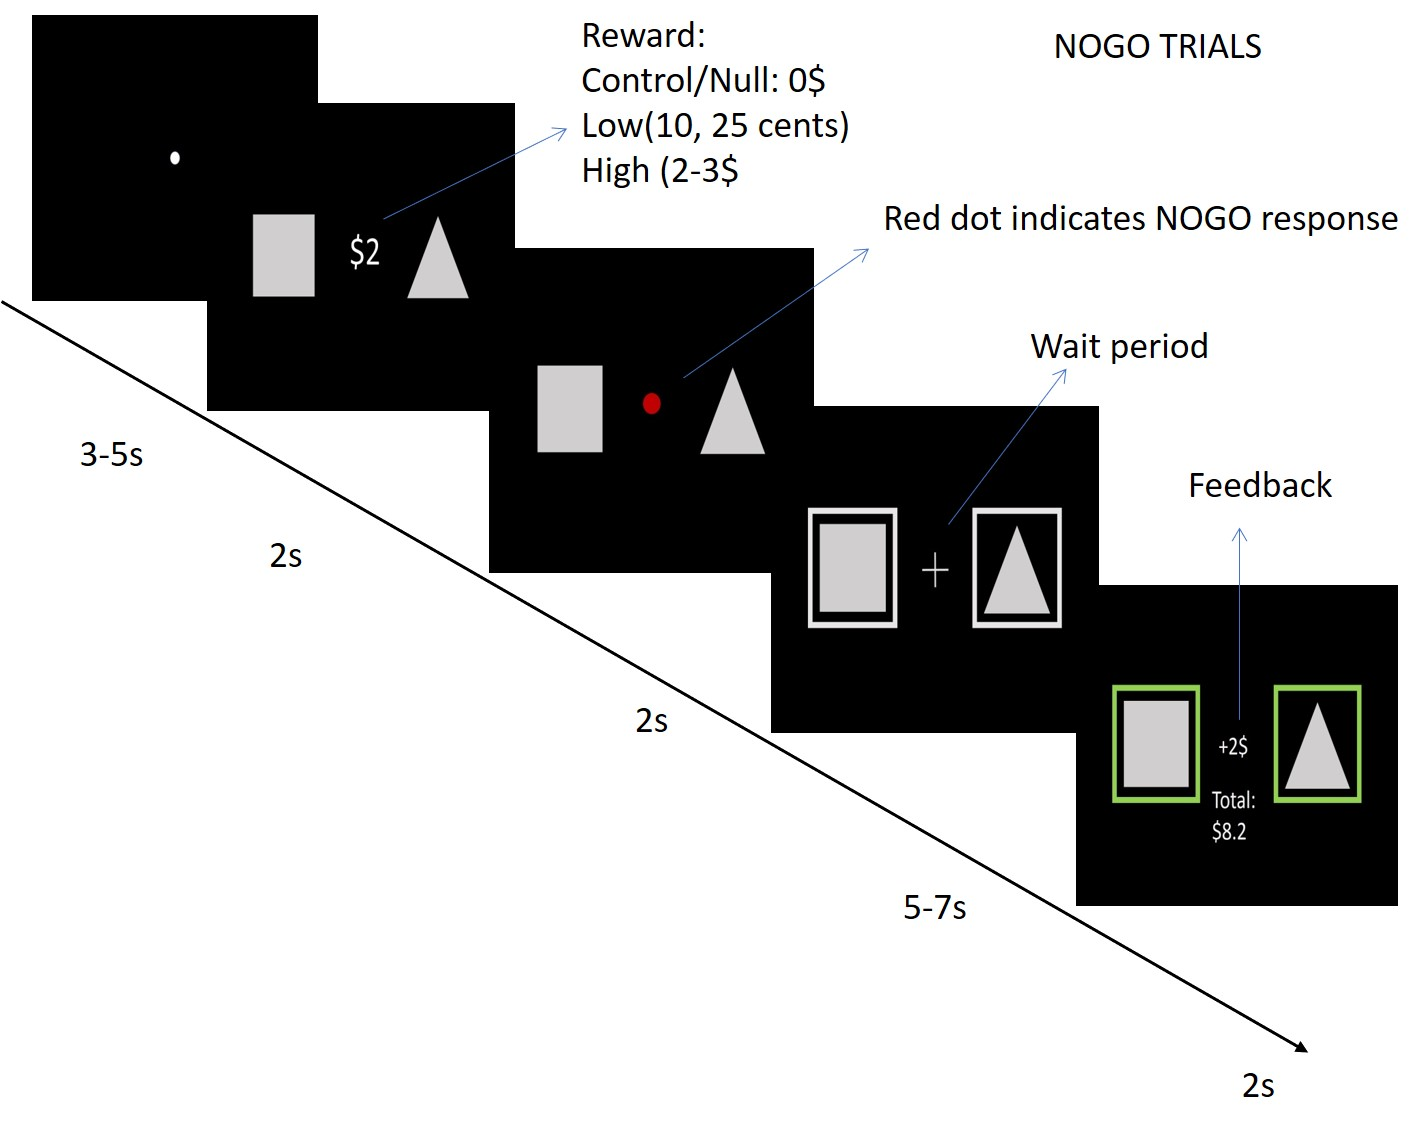 Reward:
Control/Null: 0$
Low(10, 25 cents)
High (2-3$
NOGO TRIALS
Red dot indicates NOGO response
$2
Wait period
3-5s
Feedback
2s
2s
+2$
Total:
$8.2
5-7s
2s